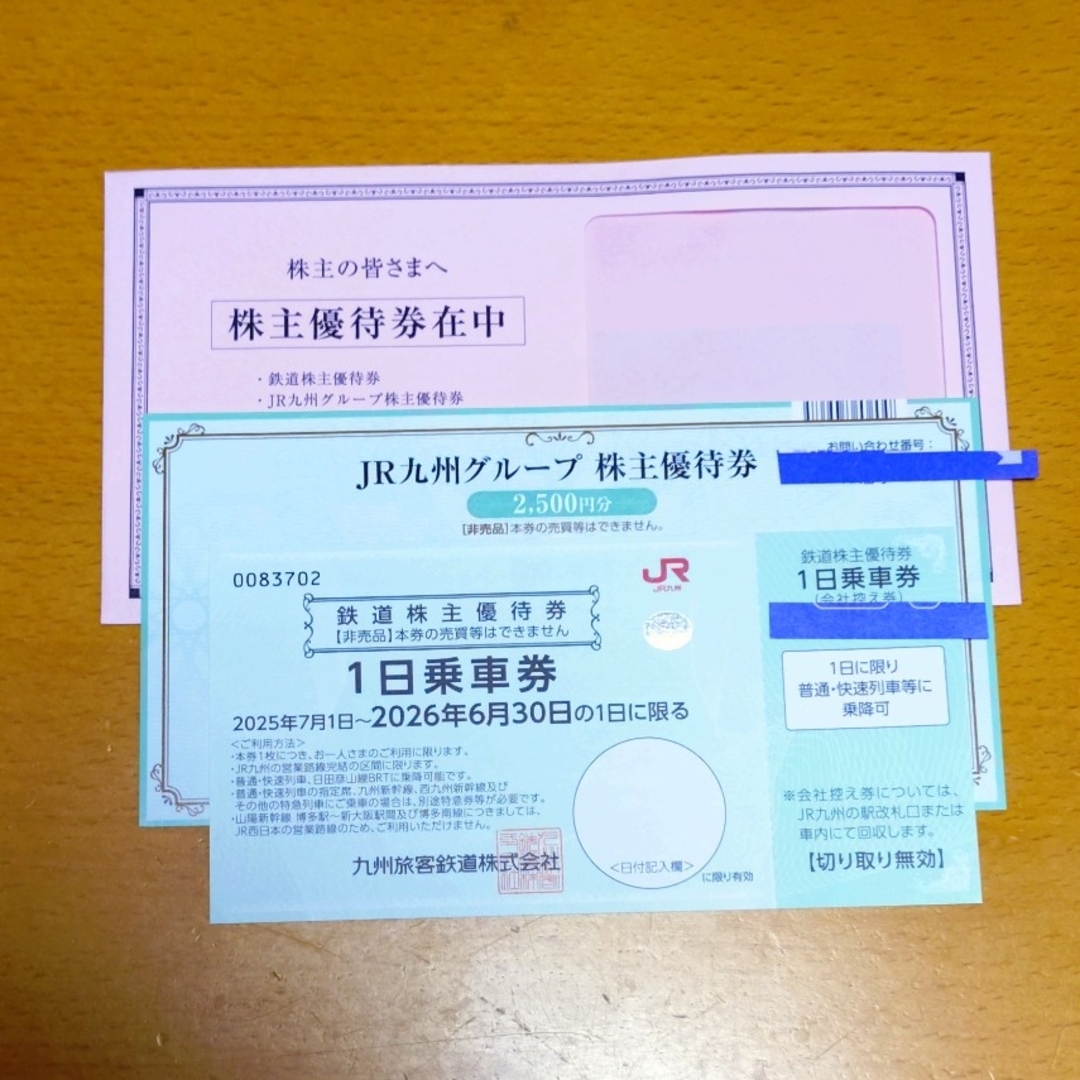 株主の皆さまへ
株主優待券在中
・鉄道株主優待券
・JR九州グループ株主優待券
お問い合わせ番号：
JR九州グループ 株主優待券
2,500円分
［非売品］本券の売買等はできません。
0083702
JR
JR九州
鉄道株主優待券
【非売品】本券の売買等はできません
1日乗車券
2025年7月1日～2026年6月30日の1日に限る
＜ご利用方法＞
・本券1枚につき、お一人さまのご利用に限ります。
・JR九州の営業路線完結の区間に限ります。
・普通・快速列車、日田彦山線BRTに乗降可能です。
・普通・快速列車の指定席、九州新幹線、西九州新幹線及び
その他の特急列車にご乗車の場合は、別途特急券等が必要です。
・山陽新幹線 博多駅～新大阪駅間及び博多南線につきましては、
JR西日本の営業路線のため、ご利用いただけません。
九州旅客鉄道株式会社
＜日付記入欄＞
に限り有効
鉄道株主優待券
1日乗車券
(会社控え券)
1日に限り
普通・快速列車等に
乗降可
※会社控え券については、
JR九州の駅改札口または
車内にて回収します。
【切り取り無効】